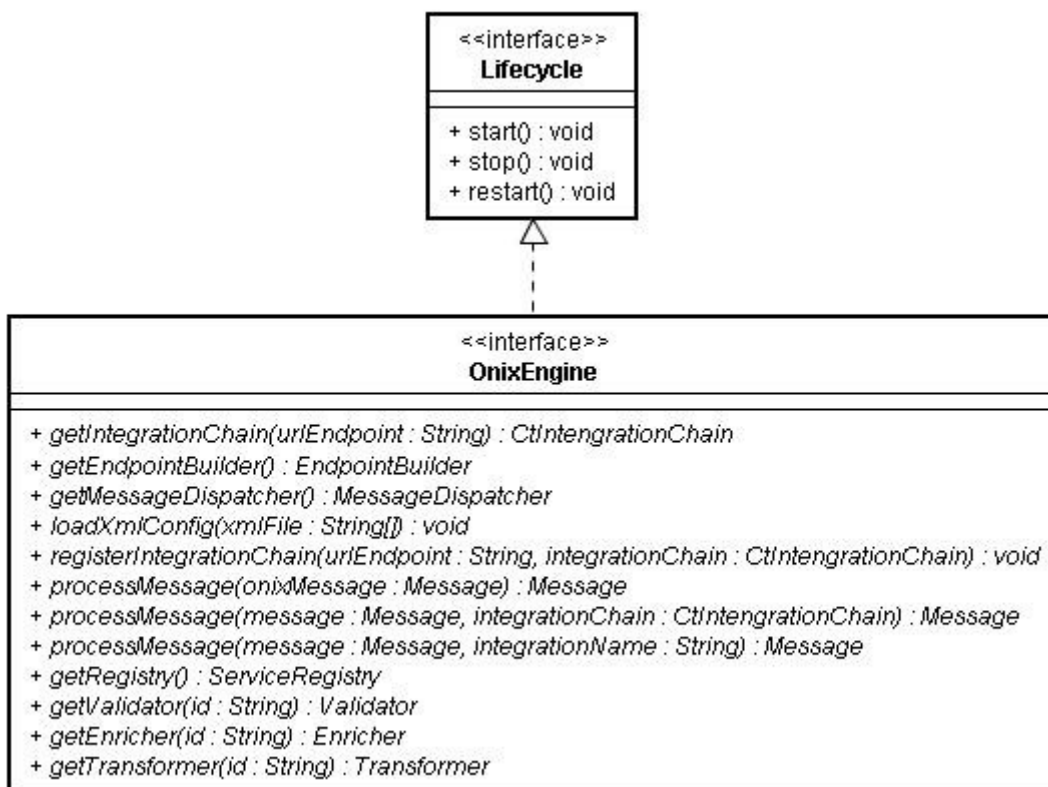 <<interface>>
Lifecycle
+ start() : void
+ stop() : void
+ restart() : void
<<interface>>
OnixEngine
+ getIntegrationChain(urlEndpoint : String) : CtIntengrationChain
+ getEndpointBuilder() : EndpointBuilder
+ getMessageDispatcher() : MessageDispatcher
+ loadXmlConfig(xmlFile : String[]) : void
+ registerIntegrationChain(urlEndpoint : String, integrationChain : CtIntengrationChain) : void
+ processMessage(onixMessage : Message) : Message
+ processMessage(message : Message, integrationChain : CtIntengrationChain) : Message
+ processMessage(message : Message, integrationName : String) : Message
+ getRegistry() : ServiceRegistry
+ getValidator(id : String) : Validator
+ getEnricher(id : String) : Enricher
+ getTransformer(id : String) : Transformer